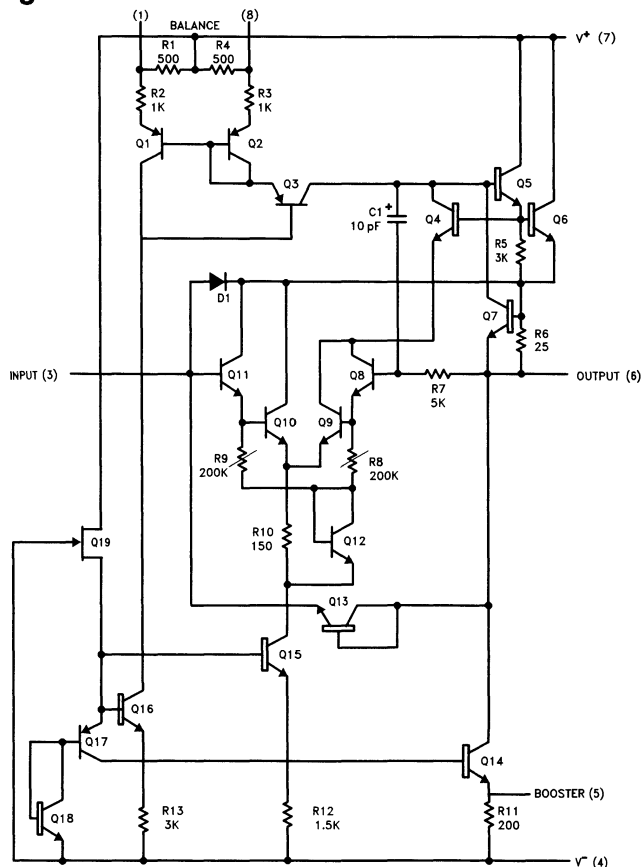 (1)
(8)
BALANCE
V+ (7)
R1
500
R4
500
R2
1K
R3
1K
Q1
Q2
Q3
Q5
C1 +
10 pF
Q4
Q6
R5
3K
D1
Q7
R6
25
INPUT (3)
Q11
Q8
R7
5K
OUTPUT (6)
Q10
Q9
R9
200K
R8
200K
R10
150
Q12
Q19
Q13
Q15
Q16
Q17
Q14
BOOSTER (5)
Q18
R13
3K
R12
1.5K
R11
200
V- (4)